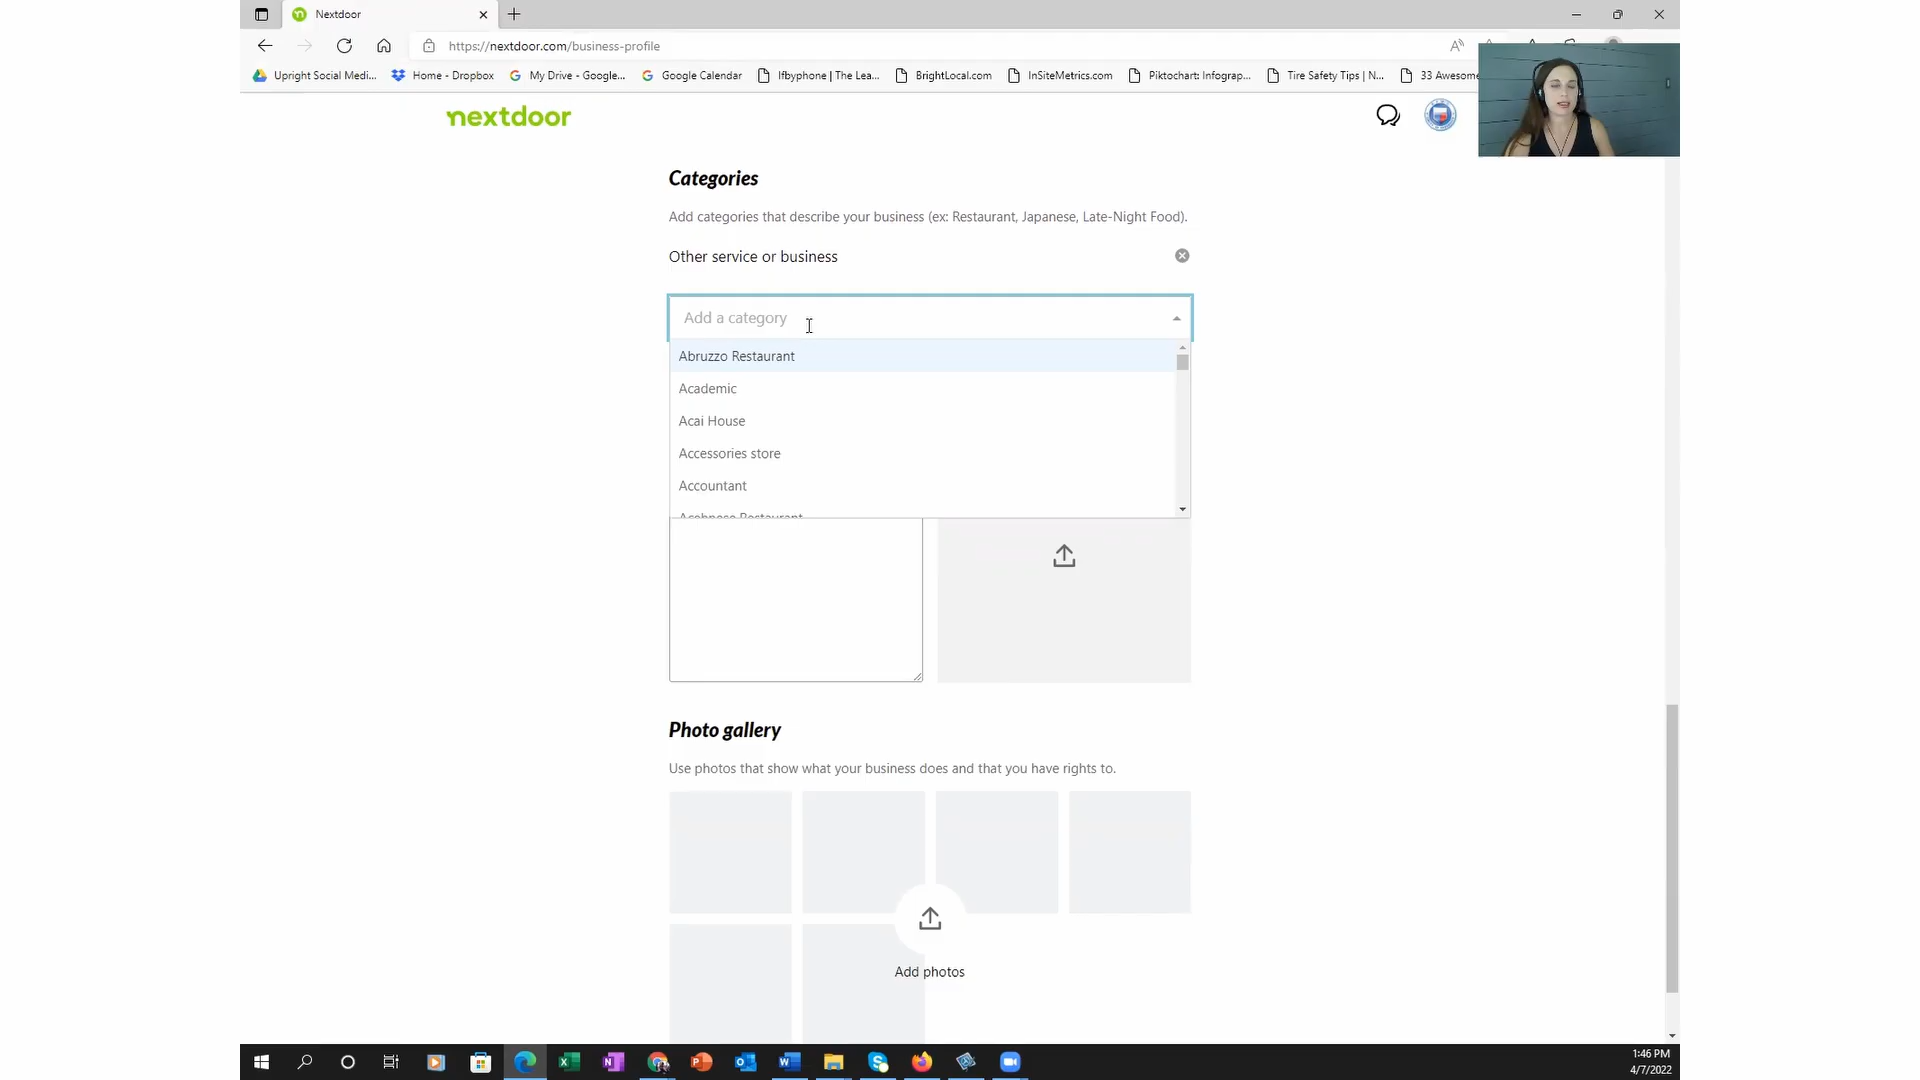 Nextdoor
https://nextdoor.com/business-profile
Upright Social Medi... Home - Dropbox My Drive - Google... Google Calendar Ifbyphone | The Lea... BrightLocal.com InSiteMetrics.com Piktochart: Infograp... Tire Safety Tips | N... 33 Awesome
nextdoor
Categories
Add categories that describe your business (ex: Restaurant, Japanese, Late-Night Food).
Other service or business
Add a category
Abruzzo Restaurant
Academic
Acai House
Accessories store
Accountant
Photo gallery
Use photos that show what your business does and that you have rights to.
Add photos
1:46 PM
4/7/2022